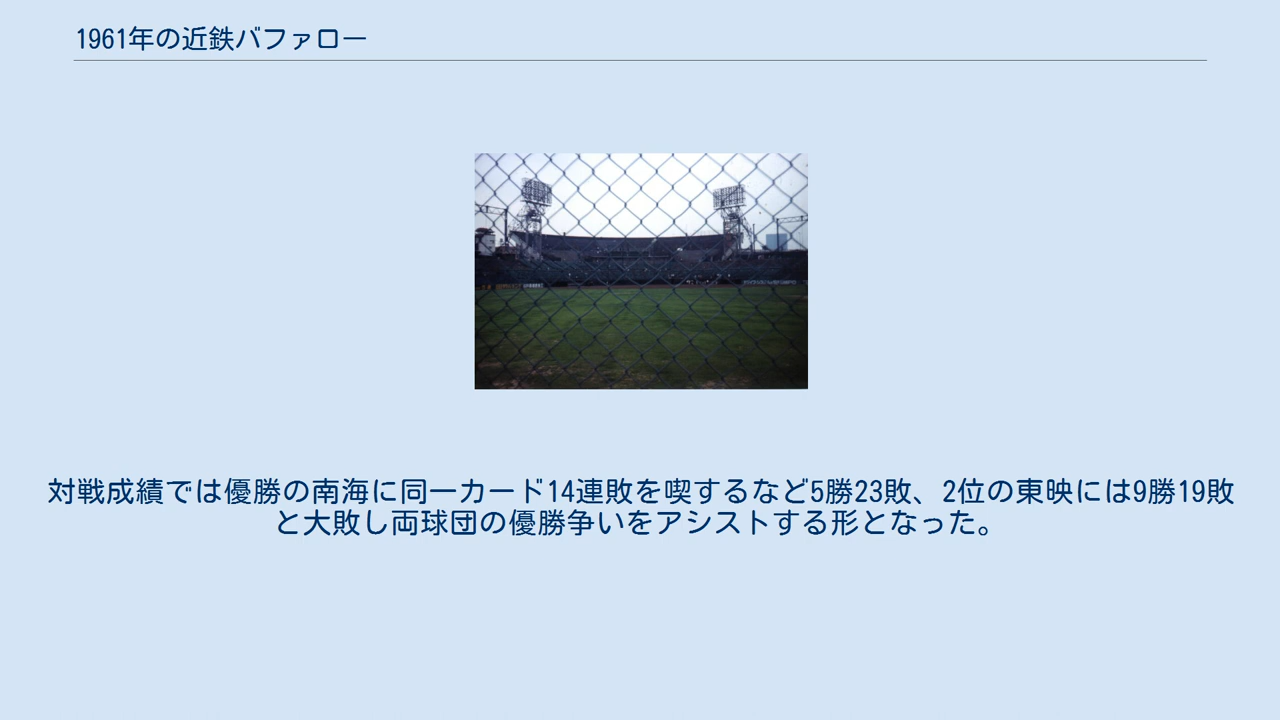 1961年の近鉄バファロー
対戦成績では優勝の南海に同一カード14連敗を喫するなど5勝23敗、2位の東映には9勝19敗
と大敗し両球団の優勝争いをアシストする形となった。